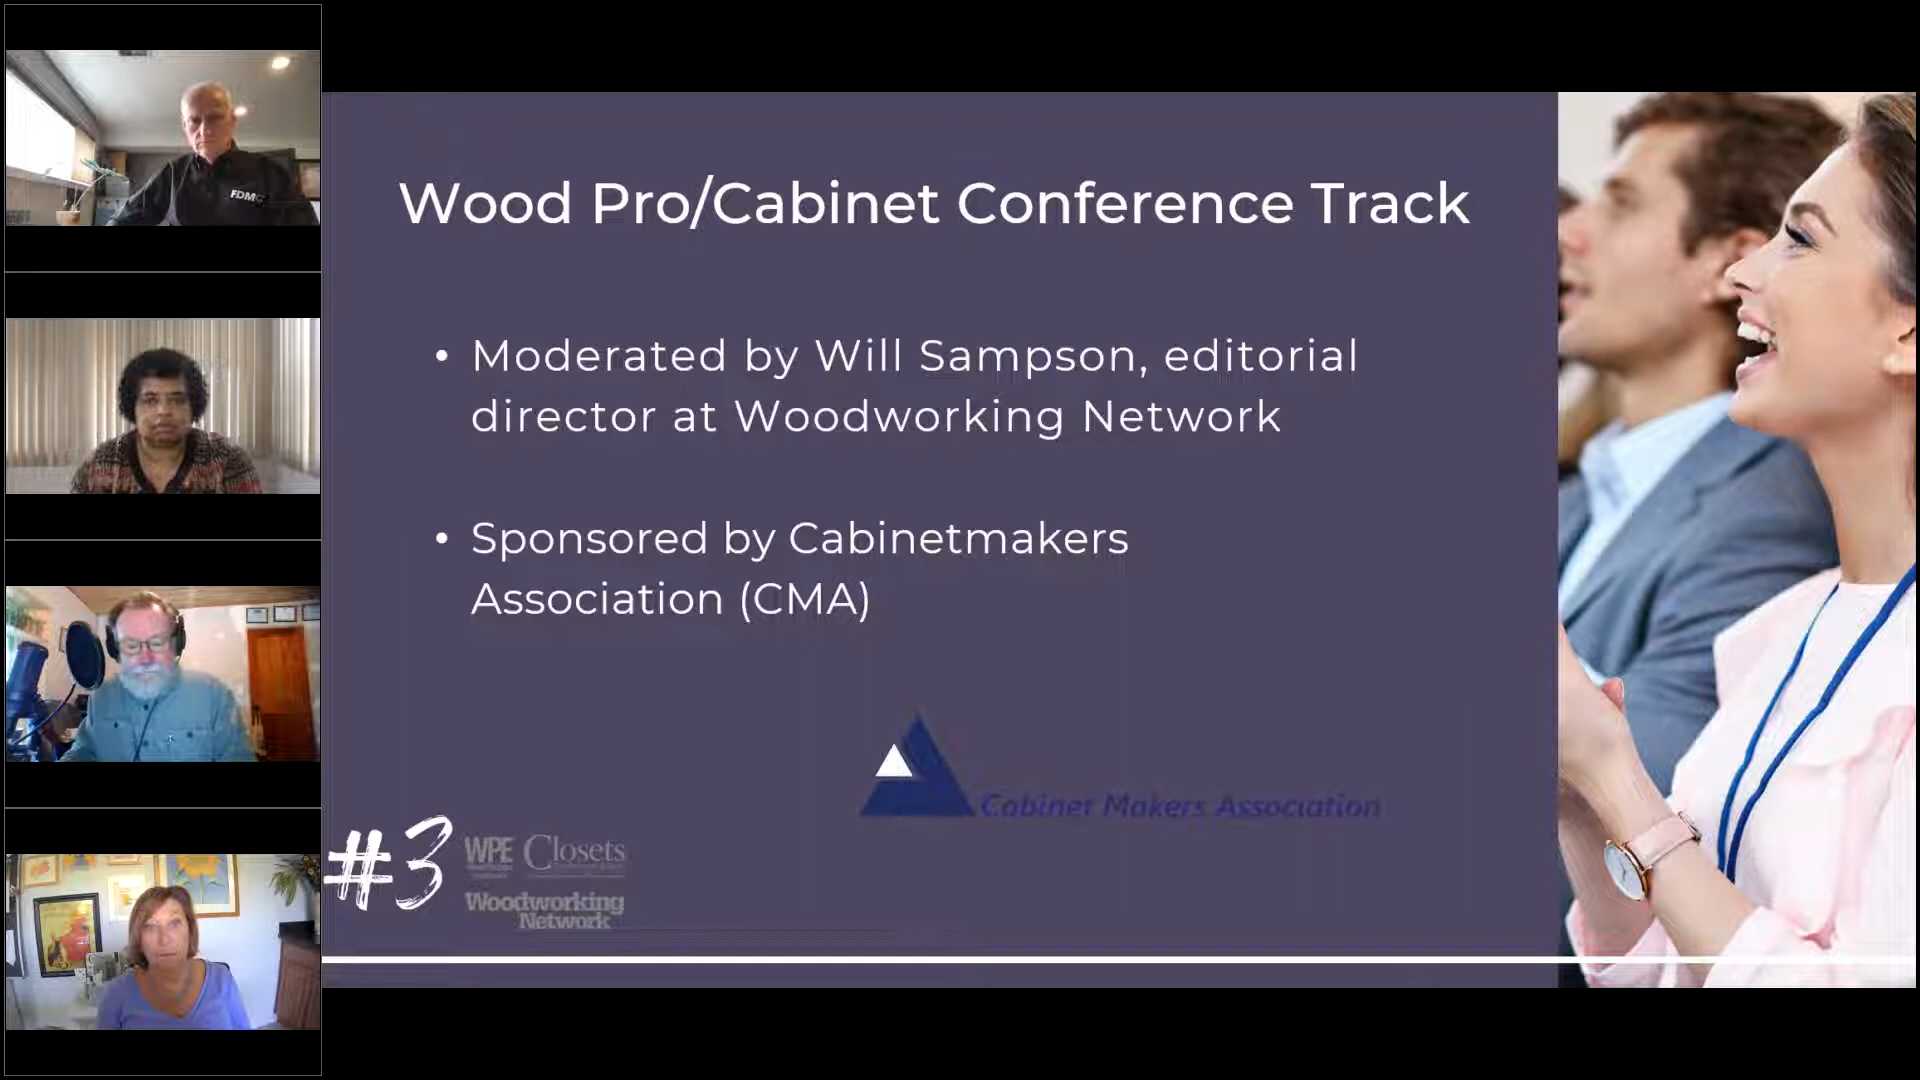 FDMC
Wood Pro/Cabinet Conference Track
• Moderated by Will Sampson, editorial
director at Woodworking Network
• Sponsored by Cabinetmakers
Association (CMA)
Cabinet Makers Association
#3
WPE Closets
Woodworking
Network